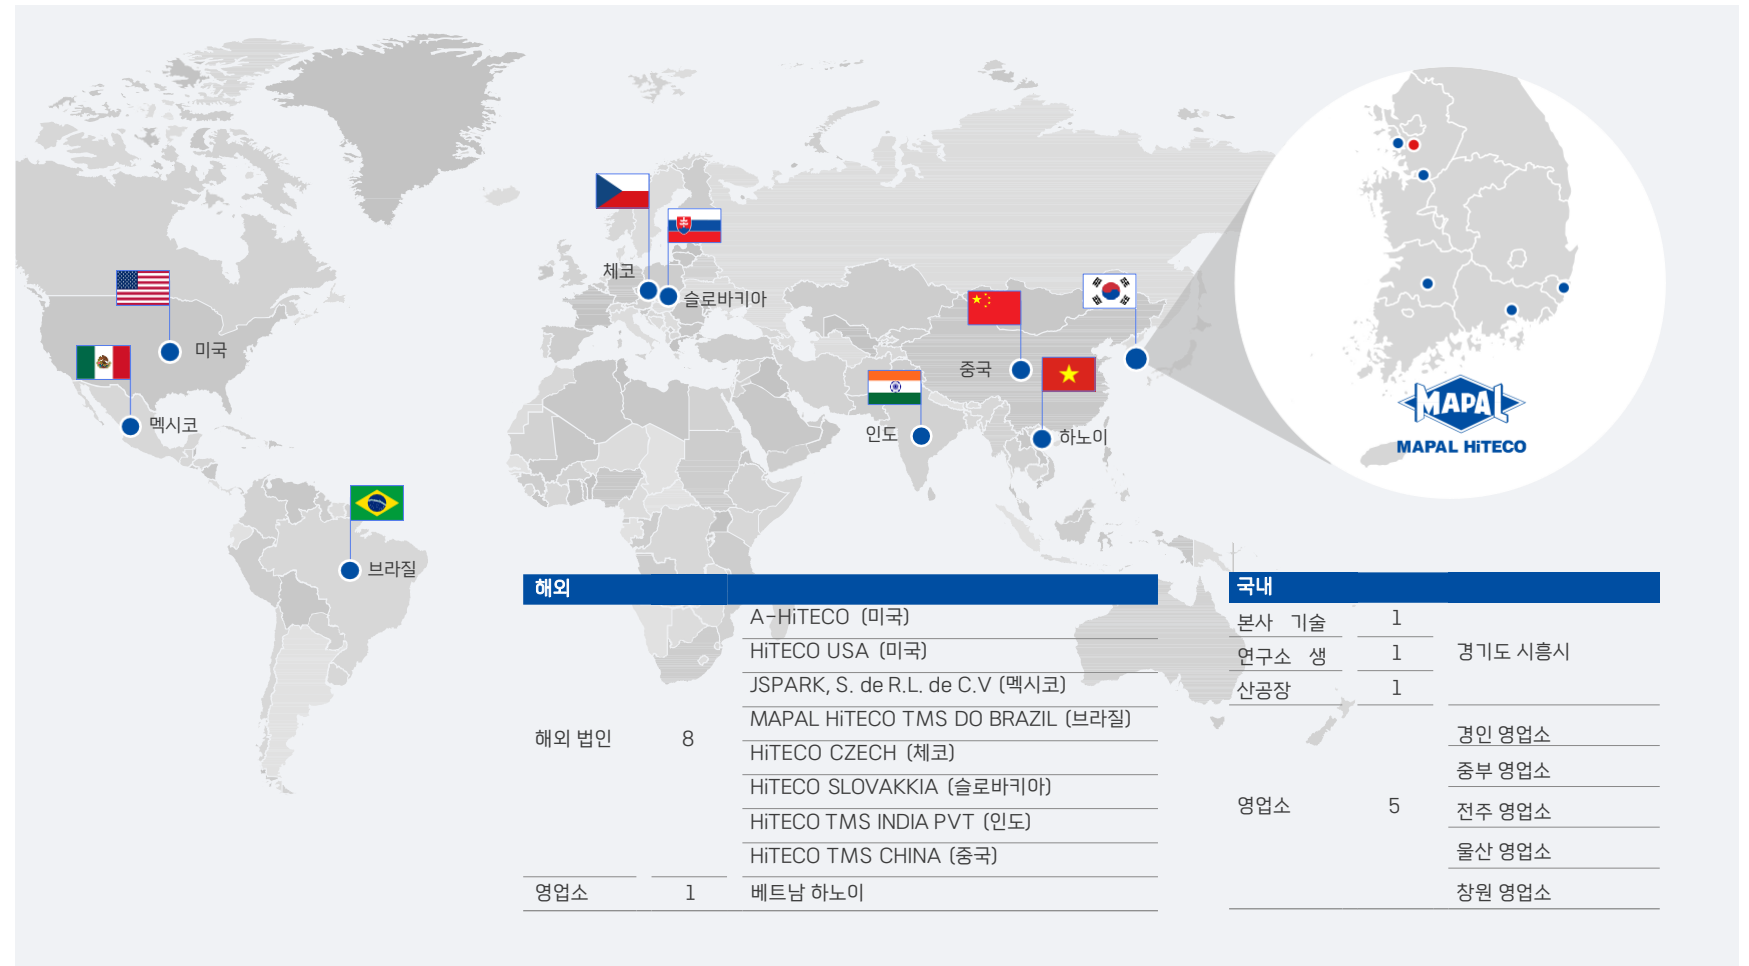 체코
슬로바키아
미국
중국
멕시코
인도
하노이
브라질
MAPAL
MAPAL HiTECO
해외
A-HiTECO (미국)
HiTECO USA (미국)
JSPARK, S. de R.L. de C.V (멕시코)
MAPAL HiTECO TMS DO BRAZIL (브라질)
해외 법인 8
HiTECO CZECH (체코)
HiTECO SLOVAKKIA (슬로바키아)
HiTECO TMS INDIA PVT (인도)
HiTECO TMS CHINA (중국)
영업소 1 베트남 하노이
국내
본사 기술 1
연구소 생 1 경기도 시흥시
산공장 1
경인 영업소
중부 영업소
영업소 5 전주 영업소
울산 영업소
창원 영업소